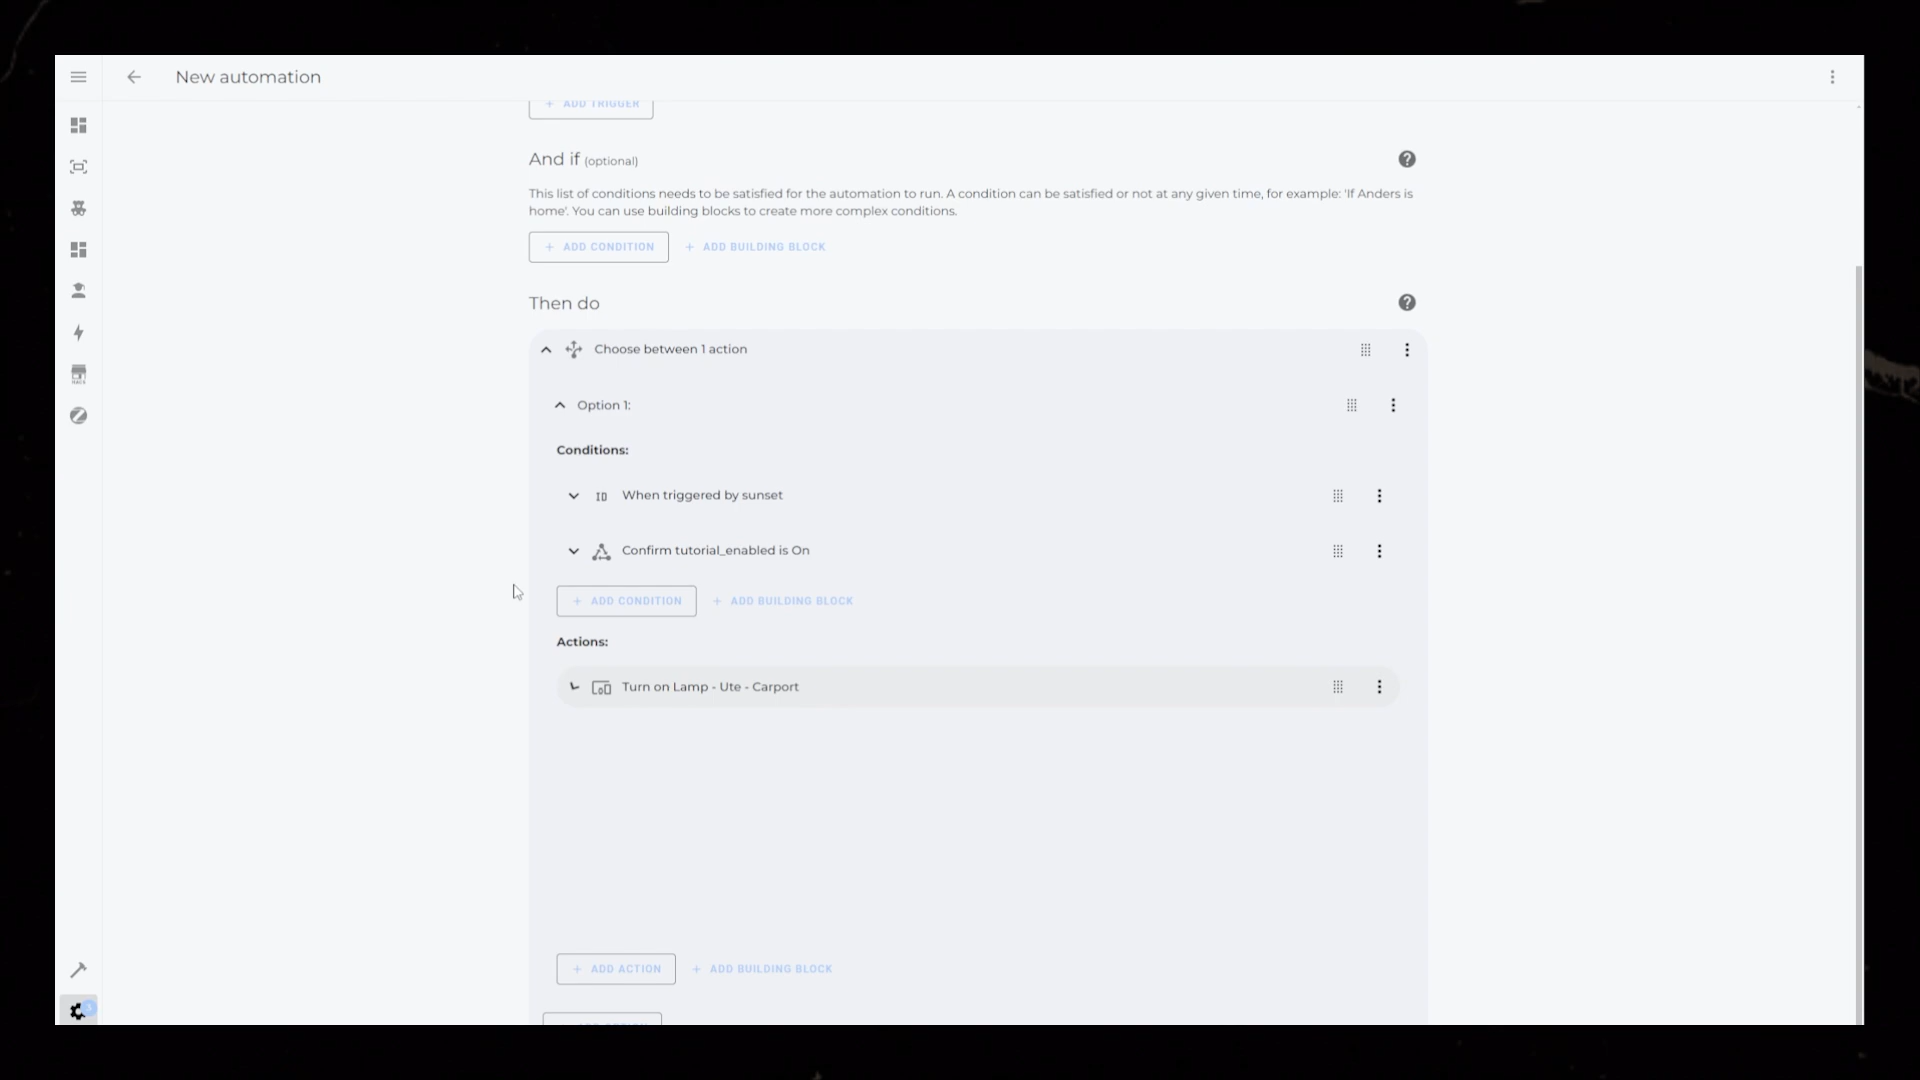 New automation
+ ADD TRIGGER
And if (optional)
This list of conditions needs to be satisfied for the automation to run. A condition can be satisfied or not at any given time, for example: 'If Anders is
home'. You can use building blocks to create more complex conditions.
+ ADD CONDITION + ADD BUILDING BLOCK
Then do
Choose between 1 action
Option 1:
Conditions:
ID When triggered by sunset
Confirm tutorial_enabled is On
+ ADD CONDITION + ADD BUILDING BLOCK
Actions:
Turn on Lamp - Ute - Carport
+ ADD ACTION + ADD BUILDING BLOCK